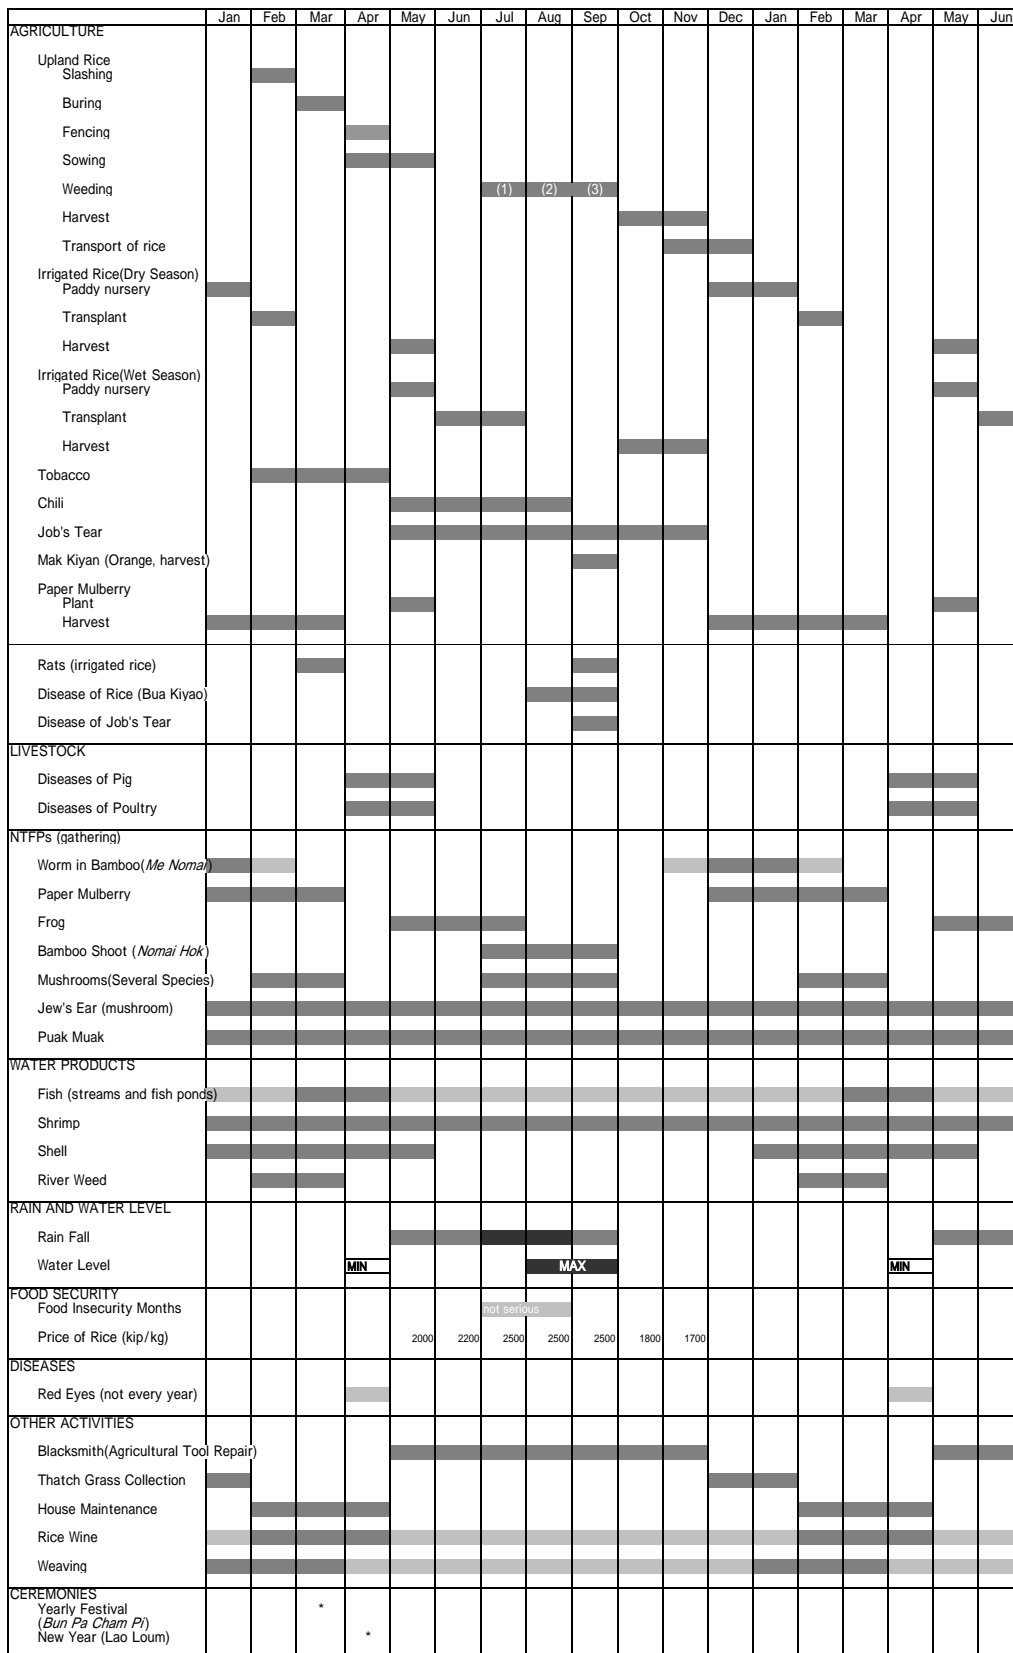 Jan Feb Mar Apr May Jun Jul Aug Sep Oct Nov Dec Jan Feb Mar Apr May Jun
AGRICULTURE
Upland Rice
Slashing
Buring
Fencing
Sowing
Weeding (1) (2) (3)
Harvest
Transport of rice
Irrigated Rice(Dry Season)
Paddy nursery
Transplant
Harvest
Irrigated Rice(Wet Season)
Paddy nursery
Transplant
Harvest
Tobacco
Chili
Job's Tear
Mak Kiyan (Orange, harvest)
Paper Mulberry
Plant
Harvest
Rats (irrigated rice)
Disease of Rice (Bua Kiyao)
Disease of Job's Tear
LIVESTOCK
Diseases of Pig
Diseases of Poultry
NTFPs (gathering)
Worm in Bamboo(Me Nomai)
Paper Mulberry
Frog
Bamboo Shoot (Nomai Hok)
Mushrooms(Several Species)
Jew's Ear (mushroom)
Puak Muak
WATER PRODUCTS
Fish (streams and fish ponds)
Shrimp
Shell
River Weed
RAIN AND WATER LEVEL
Rain Fall
Water Level MIN MAX MIN
FOOD SECURITY
Food Insecurity Months not serious
Price of Rice (kip/kg) 2000 2200 2500 2500 2500 1800 1700
DISEASES
Red Eyes (not every year)
OTHER ACTIVITIES
Blacksmith(Agricultural Tool Repair)
Thatch Grass Collection
House Maintenance
Rice Wine
Weaving
CEREMONIES
Yearly Festival *
(Bun Pa Cham Pi)
New Year (Lao Loum) *